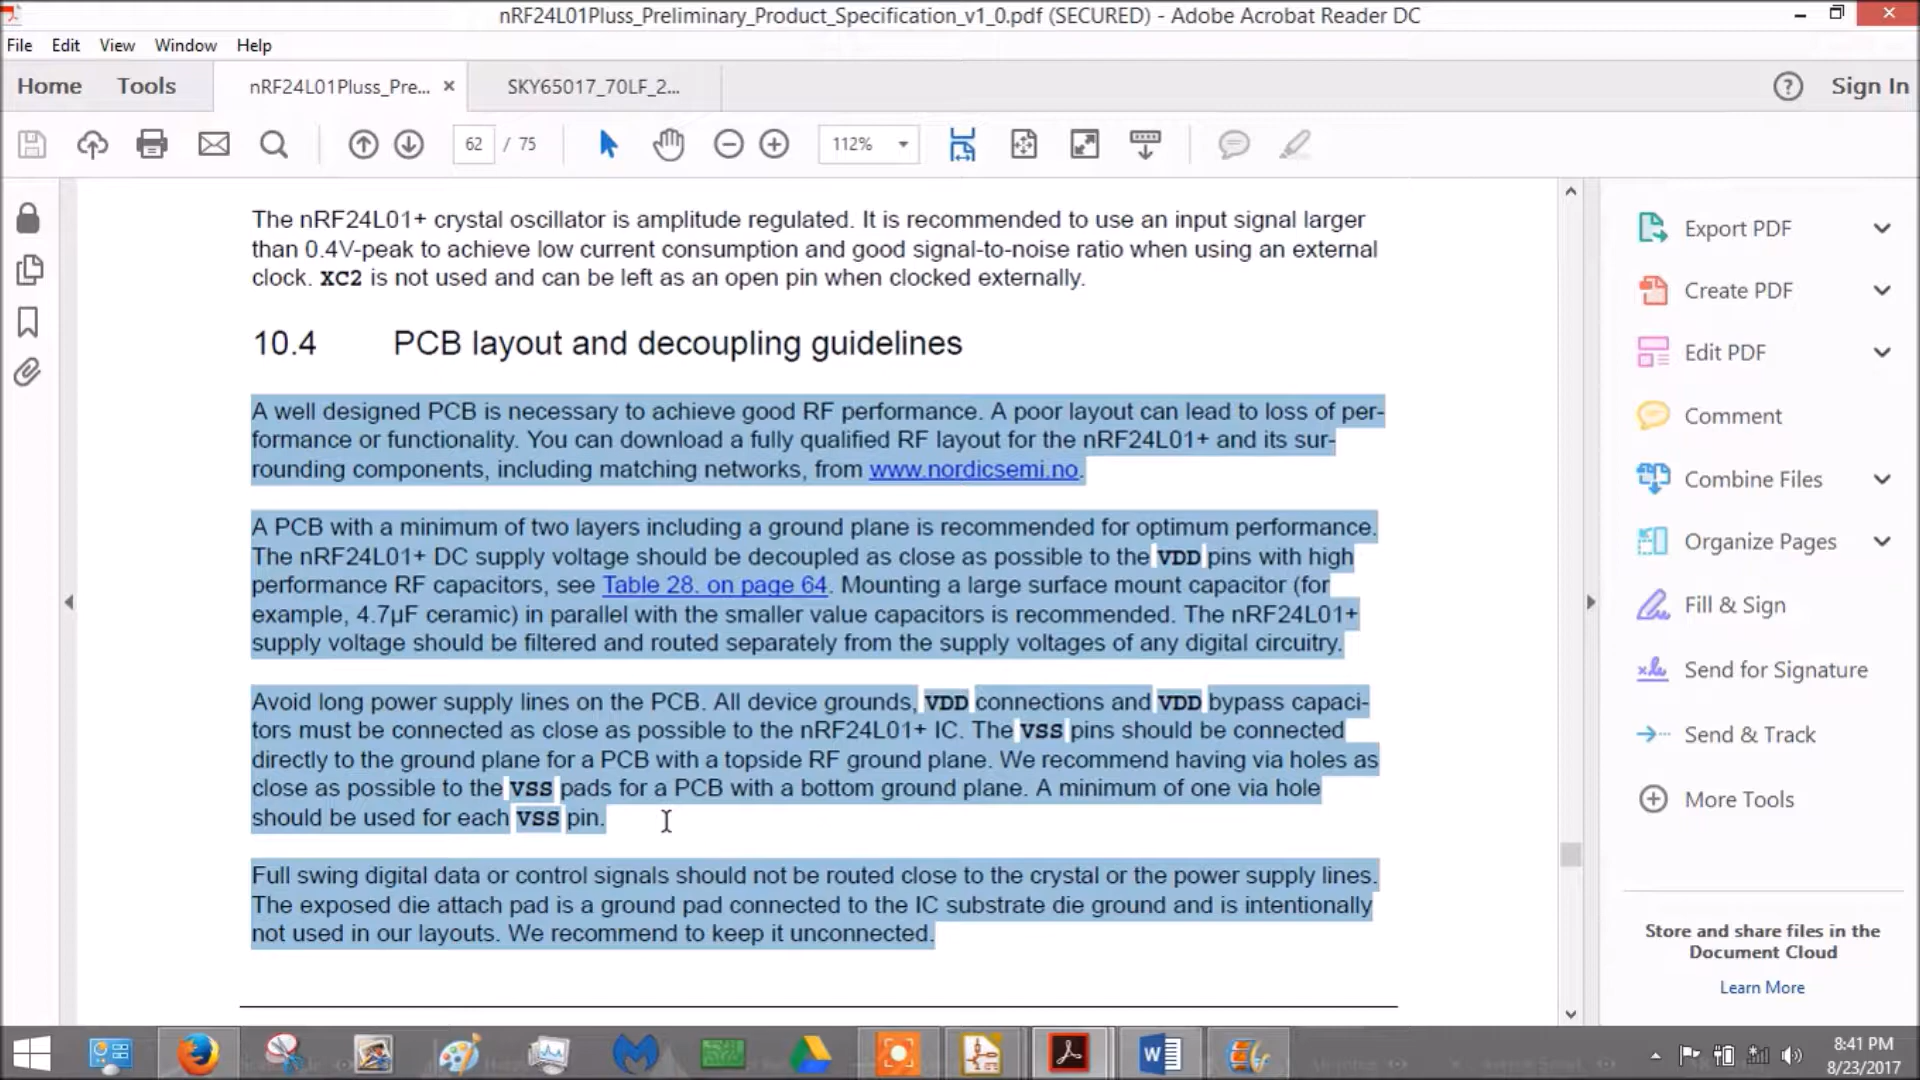 nRF24L01Pluss_Preliminary_Product_Specification_v1_0.pdf (SECURED) - Adobe Acrobat Reader DC
File Edit View Window Help
Home Tools nRF24L01Pluss_Pre... × SKY65017_70LF_2... ? Sign In
62 / 75 112%
The nRF24L01+ crystal oscillator is amplitude regulated. It is recommended to use an input signal larger
than 0.4V-peak to achieve low current consumption and good signal-to-noise ratio when using an external
clock. XC2 is not used and can be left as an open pin when clocked externally.
10.4 PCB layout and decoupling guidelines
A well designed PCB is necessary to achieve good RF performance. A poor layout can lead to loss of per-
formance or functionality. You can download a fully qualified RF layout for the nRF24L01+ and its sur-
rounding components, including matching networks, from www.nordicsemi.no.
A PCB with a minimum of two layers including a ground plane is recommended for optimum performance.
The nRF24L01+ DC supply voltage should be decoupled as close as possible to the VDD pins with high
performance RF capacitors, see Table 28. on page 64. Mounting a large surface mount capacitor (for
example, 4.7µF ceramic) in parallel with the smaller value capacitors is recommended. The nRF24L01+
supply voltage should be filtered and routed separately from the supply voltages of any digital circuitry.
Avoid long power supply lines on the PCB. All device grounds, VDD connections and VDD bypass capaci-
tors must be connected as close as possible to the nRF24L01+ IC. The VSS pins should be connected
directly to the ground plane for a PCB with a topside RF ground plane. We recommend having via holes as
close as possible to the VSS pads for a PCB with a bottom ground plane. A minimum of one via hole
should be used for each VSS pin.
Full swing digital data or control signals should not be routed close to the crystal or the power supply lines.
The exposed die attach pad is a ground pad connected to the IC substrate die ground and is intentionally
not used in our layouts. We recommend to keep it unconnected.
Export PDF
Create PDF
Edit PDF
Comment
Combine Files
Organize Pages
Fill & Sign
Send for Signature
Send & Track
More Tools
Store and share files in the
Document Cloud
Learn More
8:41 PM
8/23/2017